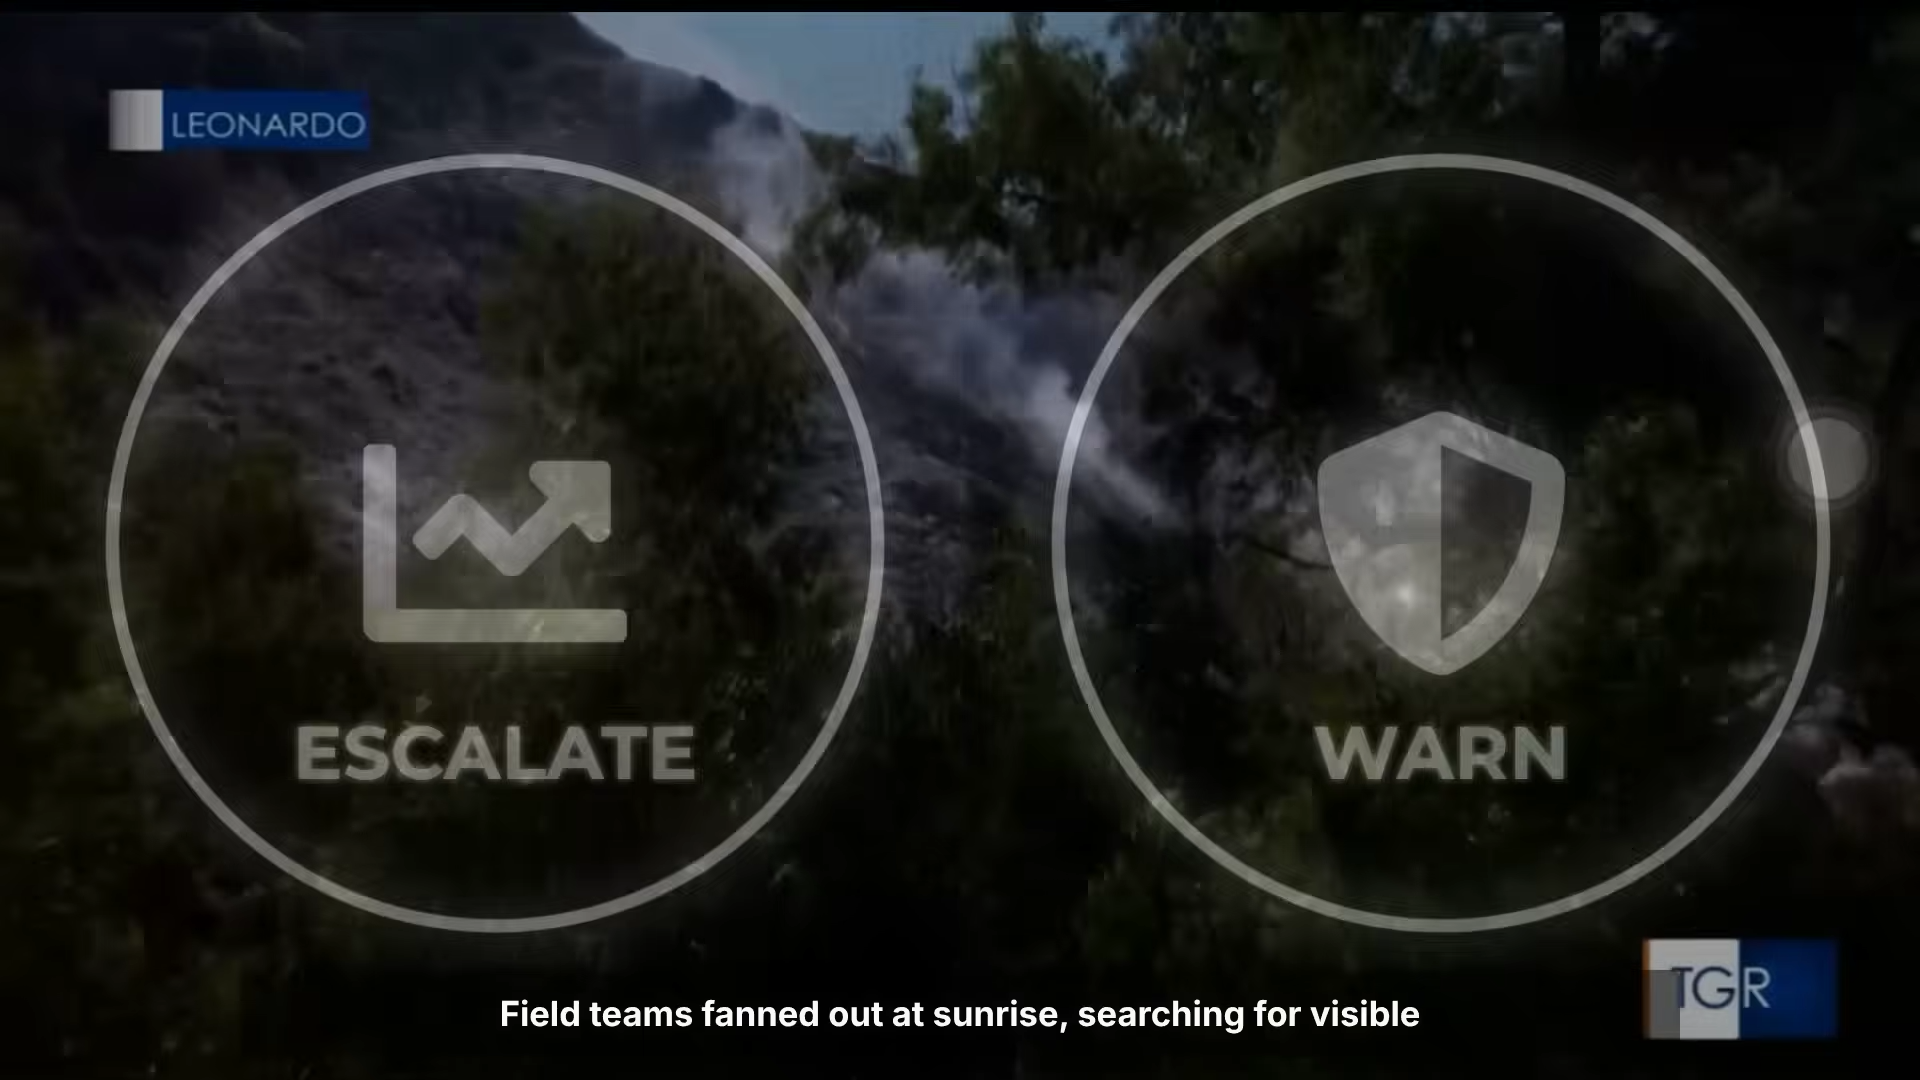 LEONARDO
ESCALATE
WARN
Field teams fanned out at sunrise, searching for visible
TGR